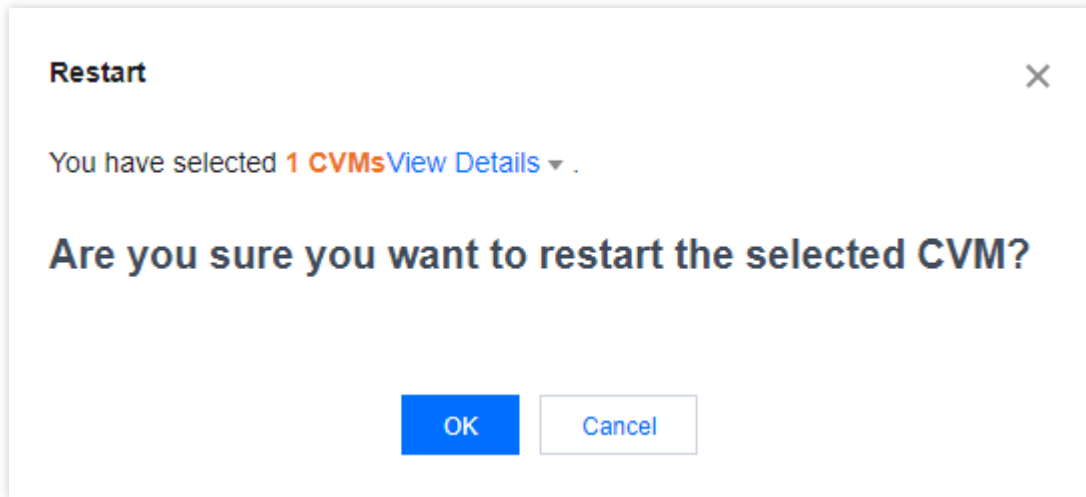 Restart
You have selected 1 CVMsView Details .
Are you sure you want to restart the selected CVM?
OK
Cancel